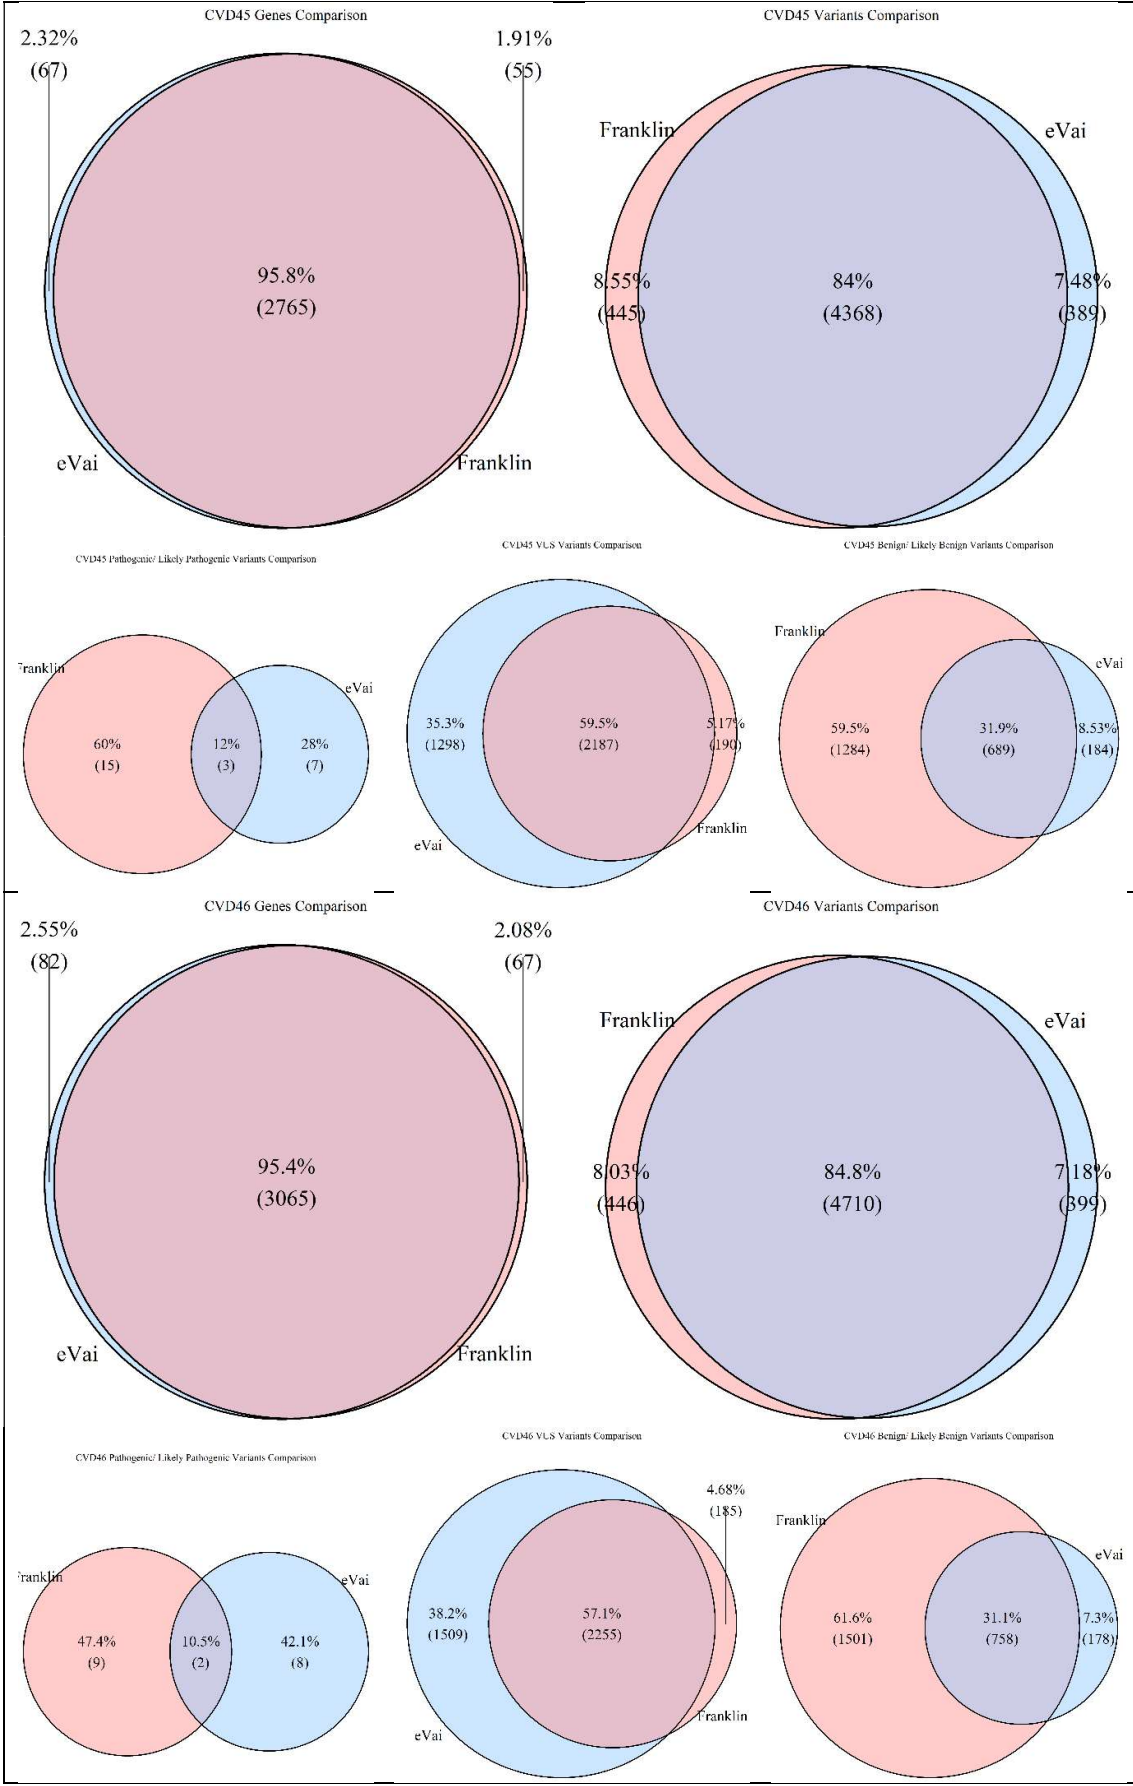 CVD45 Genes Comparison
2.32%
(67)
1.91%
(55)
95.8%
(2765)
eVai
Franklin
CVD45 Variants Comparison
Franklin
eVai
8.55%
(445)
84%
(4368)
7.48%
(389)
CVD45 Pathogenic/ Likely Pathogenic Variants Comparison
Franklin
eVai
60%
(15)
12%
(3)
28%
(7)
CVD45 VUS Variants Comparison
35.3%
(1298)
59.5%
(2187)
5.17%
(190)
eVai
Franklin
CVD45 Benign/ Likely Benign Variants Comparison
Franklin
eVai
59.5%
(1284)
31.9%
(689)
8.53%
(184)
CVD46 Genes Comparison
2.55%
(82)
2.08%
(67)
95.4%
(3065)
eVai
Franklin
CVD46 Variants Comparison
Franklin
eVai
8.03%
(446)
84.8%
(4710)
7.18%
(399)
CVD46 Pathogenic/ Likely Pathogenic Variants Comparison
Franklin
eVai
47.4%
(9)
10.5%
(2)
42.1%
(8)
CVD46 VUS Variants Comparison
4.68%
(185)
38.2%
(1509)
57.1%
(2255)
eVai
Franklin
CVD46 Benign/ Likely Benign Variants Comparison
Franklin
eVai
61.6%
(1501)
31.1%
(758)
7.3%
(178)